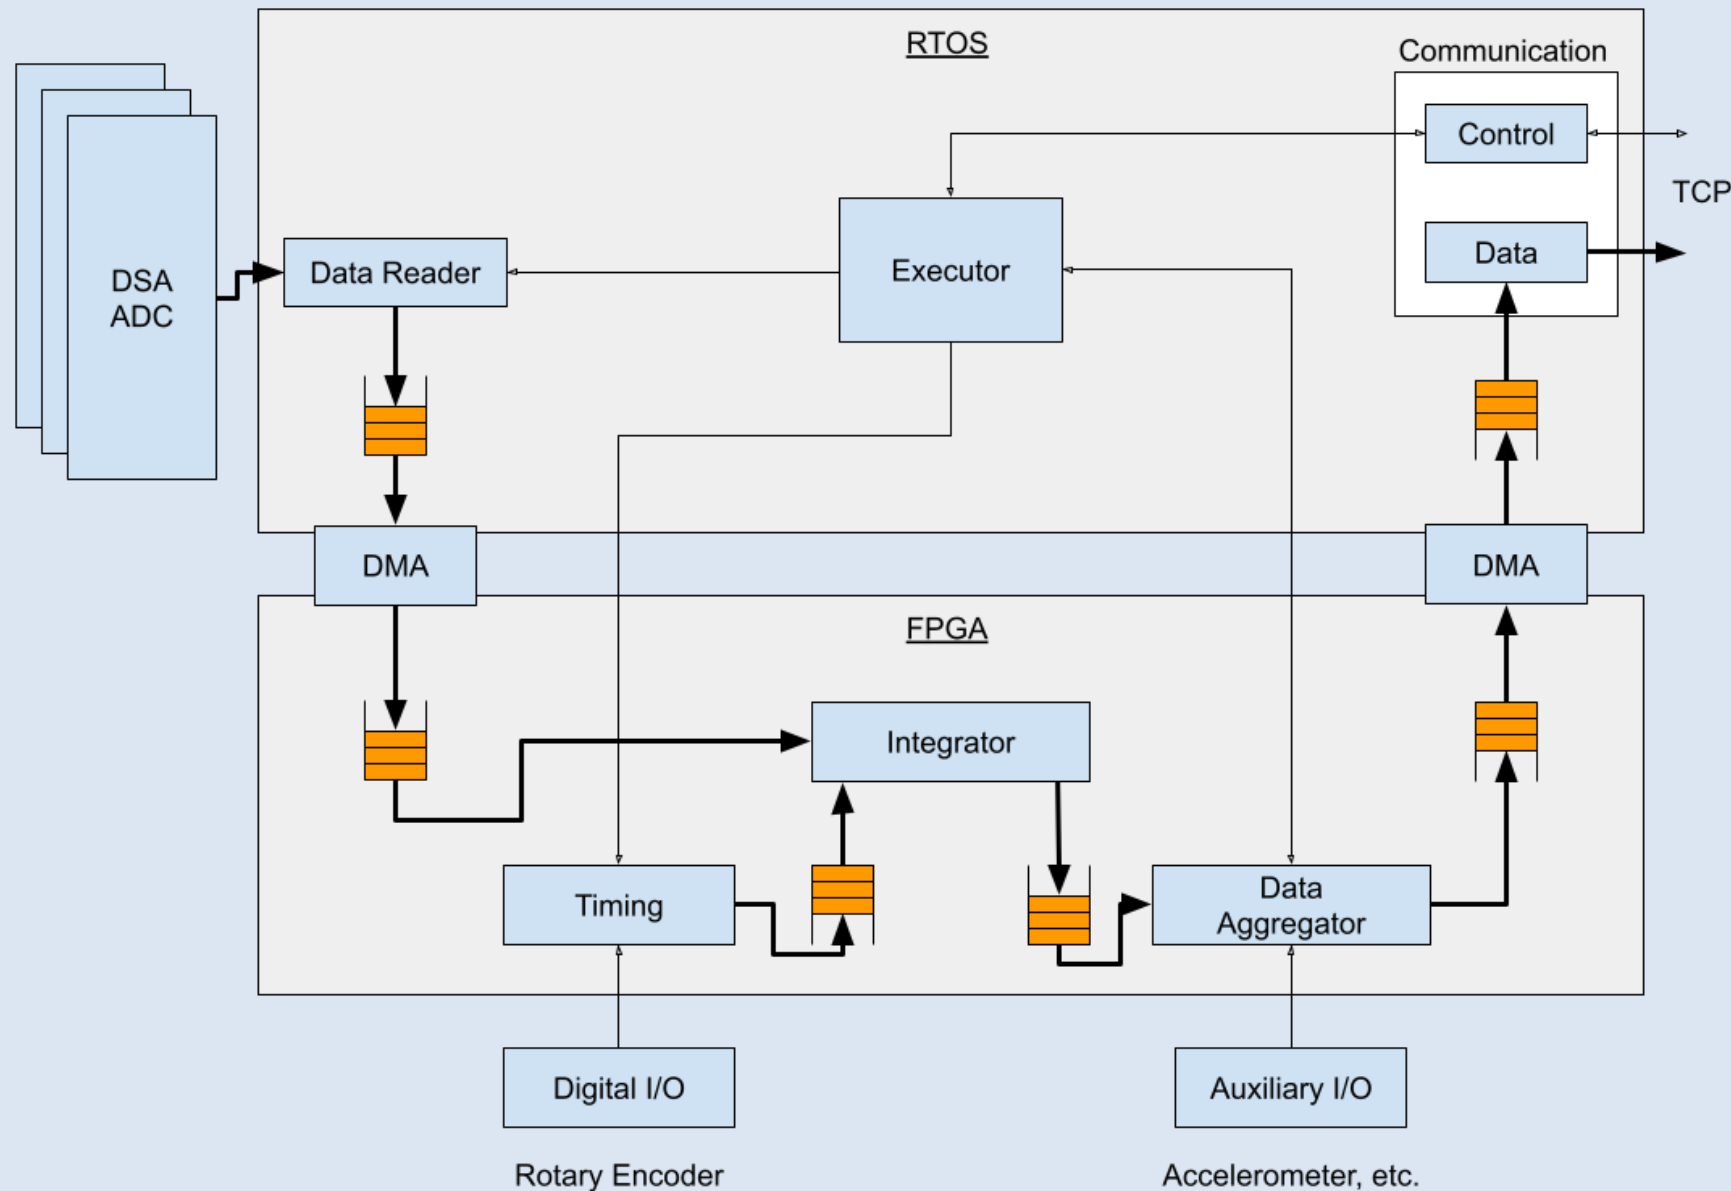 RTOS
Communication
Control
TCP
Data
DSA
ADC
Data Reader
Executor
DMA
DMA
FPGA
Integrator
Timing
Data
Aggregator
Digital I/O
Auxiliary I/O
Rotary Encoder
Accelerometer, etc.